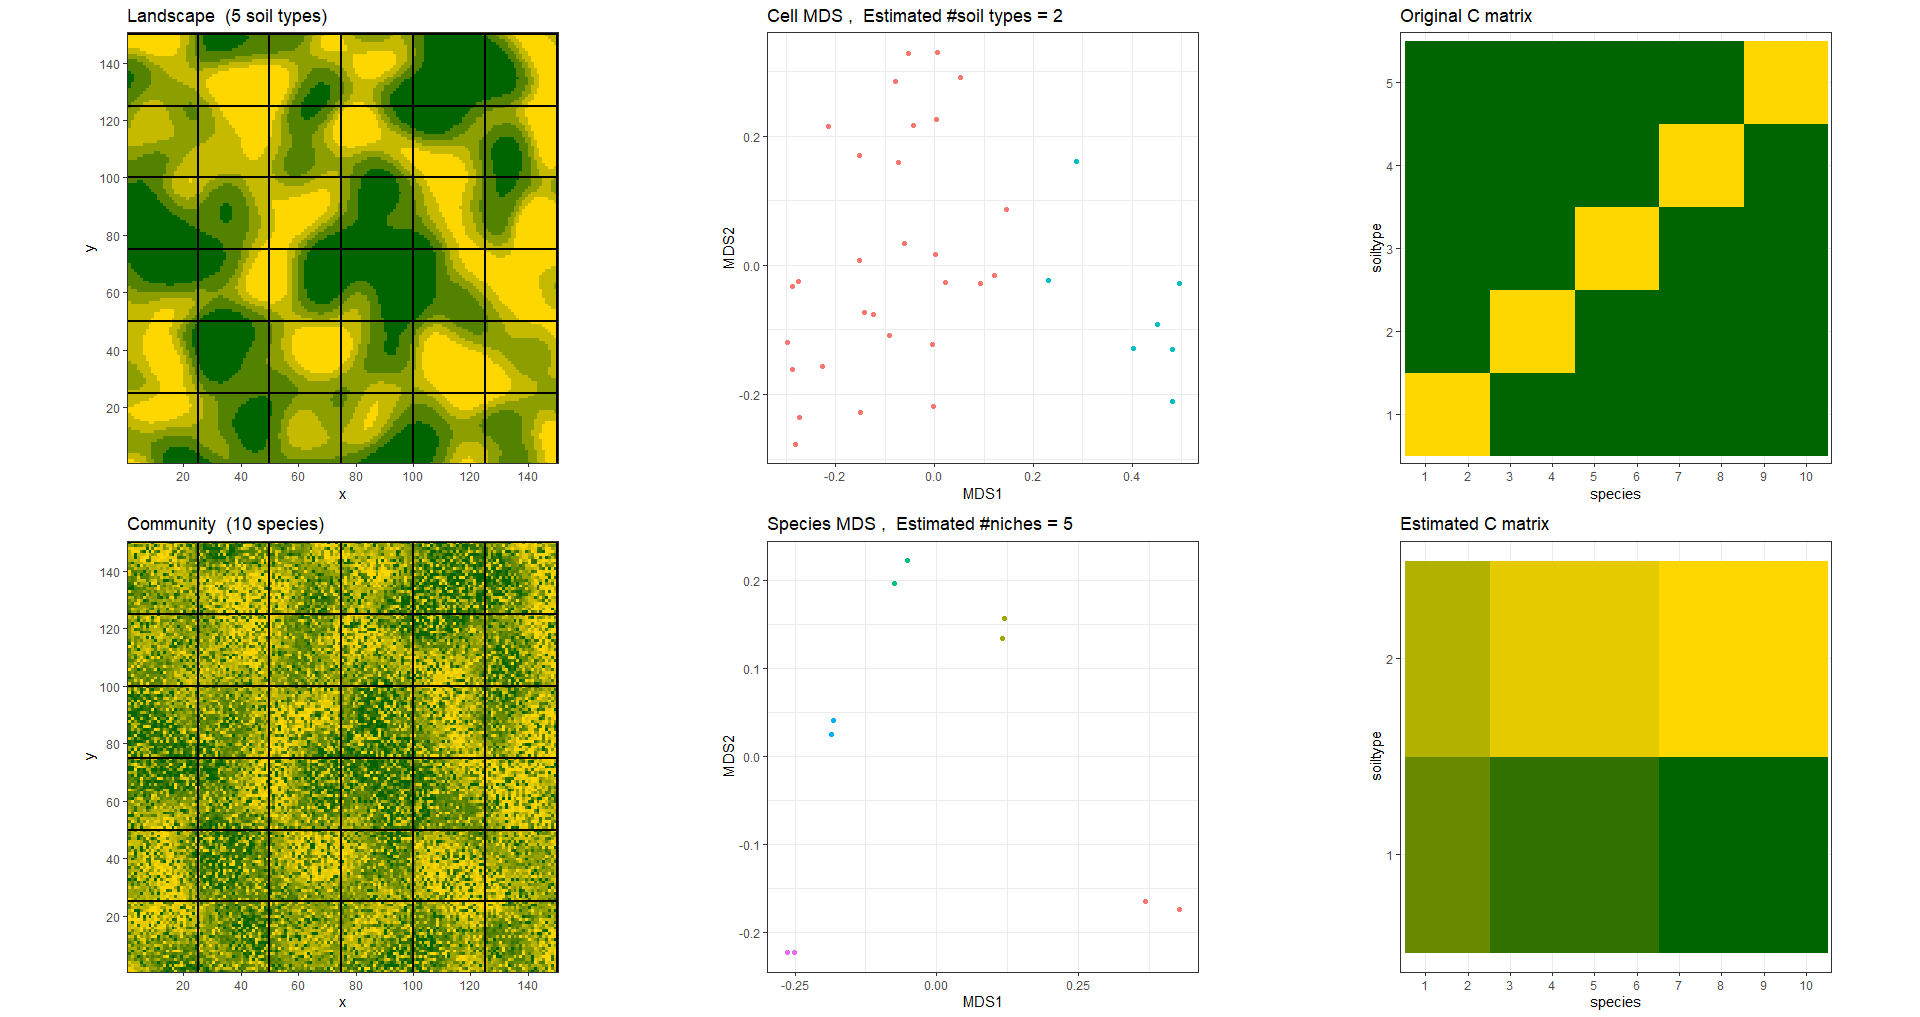 Landscape  (5 soil types)
140
120
100
80
60
40
20
y
20 40 60 80 100 120 140
x
Cell MDS ,  Estimated #soil types = 2
0.2
0.0
-0.2
MDS2
-0.2 0.0 0.2 0.4
MDS1
Original C matrix
5
4
3
2
1
soiltype
1 2 3 4 5 6 7 8 9 10
species
Community  (10 species)
140
120
100
80
60
40
20
y
20 40 60 80 100 120 140
x
Species MDS ,  Estimated #niches = 5
0.2
0.1
0.0
-0.1
-0.2
MDS2
-0.25 0.00 0.25
MDS1
Estimated C matrix
2
1
soiltype
1 2 3 4 5 6 7 8 9 10
species